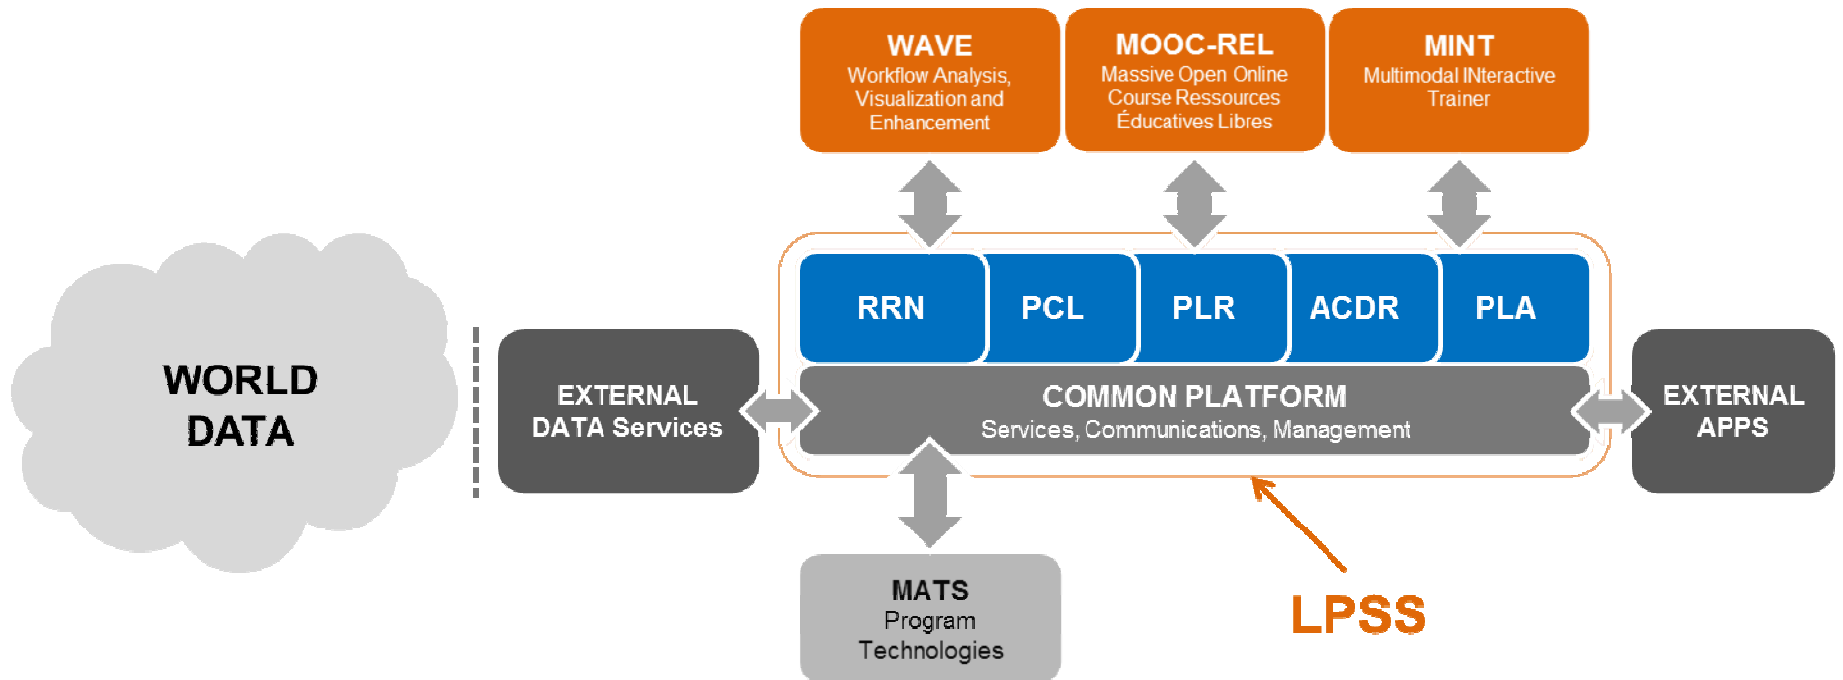 WAVE
Workflow Analysis,
Visualization and
Enhancement
MOOC-REL
Massive Open Online
Course Ressources
Éducatives Libres
MINT
Multimodal INteractive
Trainer
RRN
PCL
PLR
ACDR
PLA
WORLD
DATA
EXTERNAL
DATA Services
COMMON PLATFORM
Services, Communications, Management
EXTERNAL
APPS
MATS
Program
Technologies
LPSS